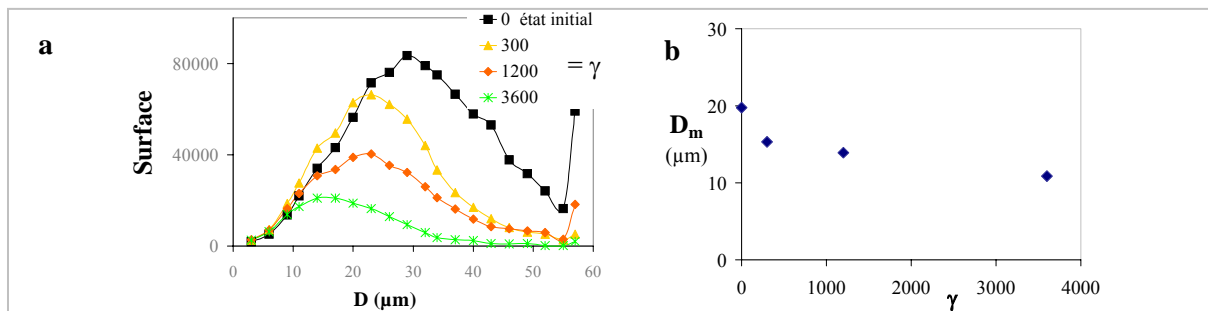 a
0 état initial
300
1200 = γ
3600
Surface
80000
40000
0
0 10 20 30 40 50 60
D (µm)
b
30
20
10
0
Dm
(µm)
0 1000 2000 3000 4000
γ